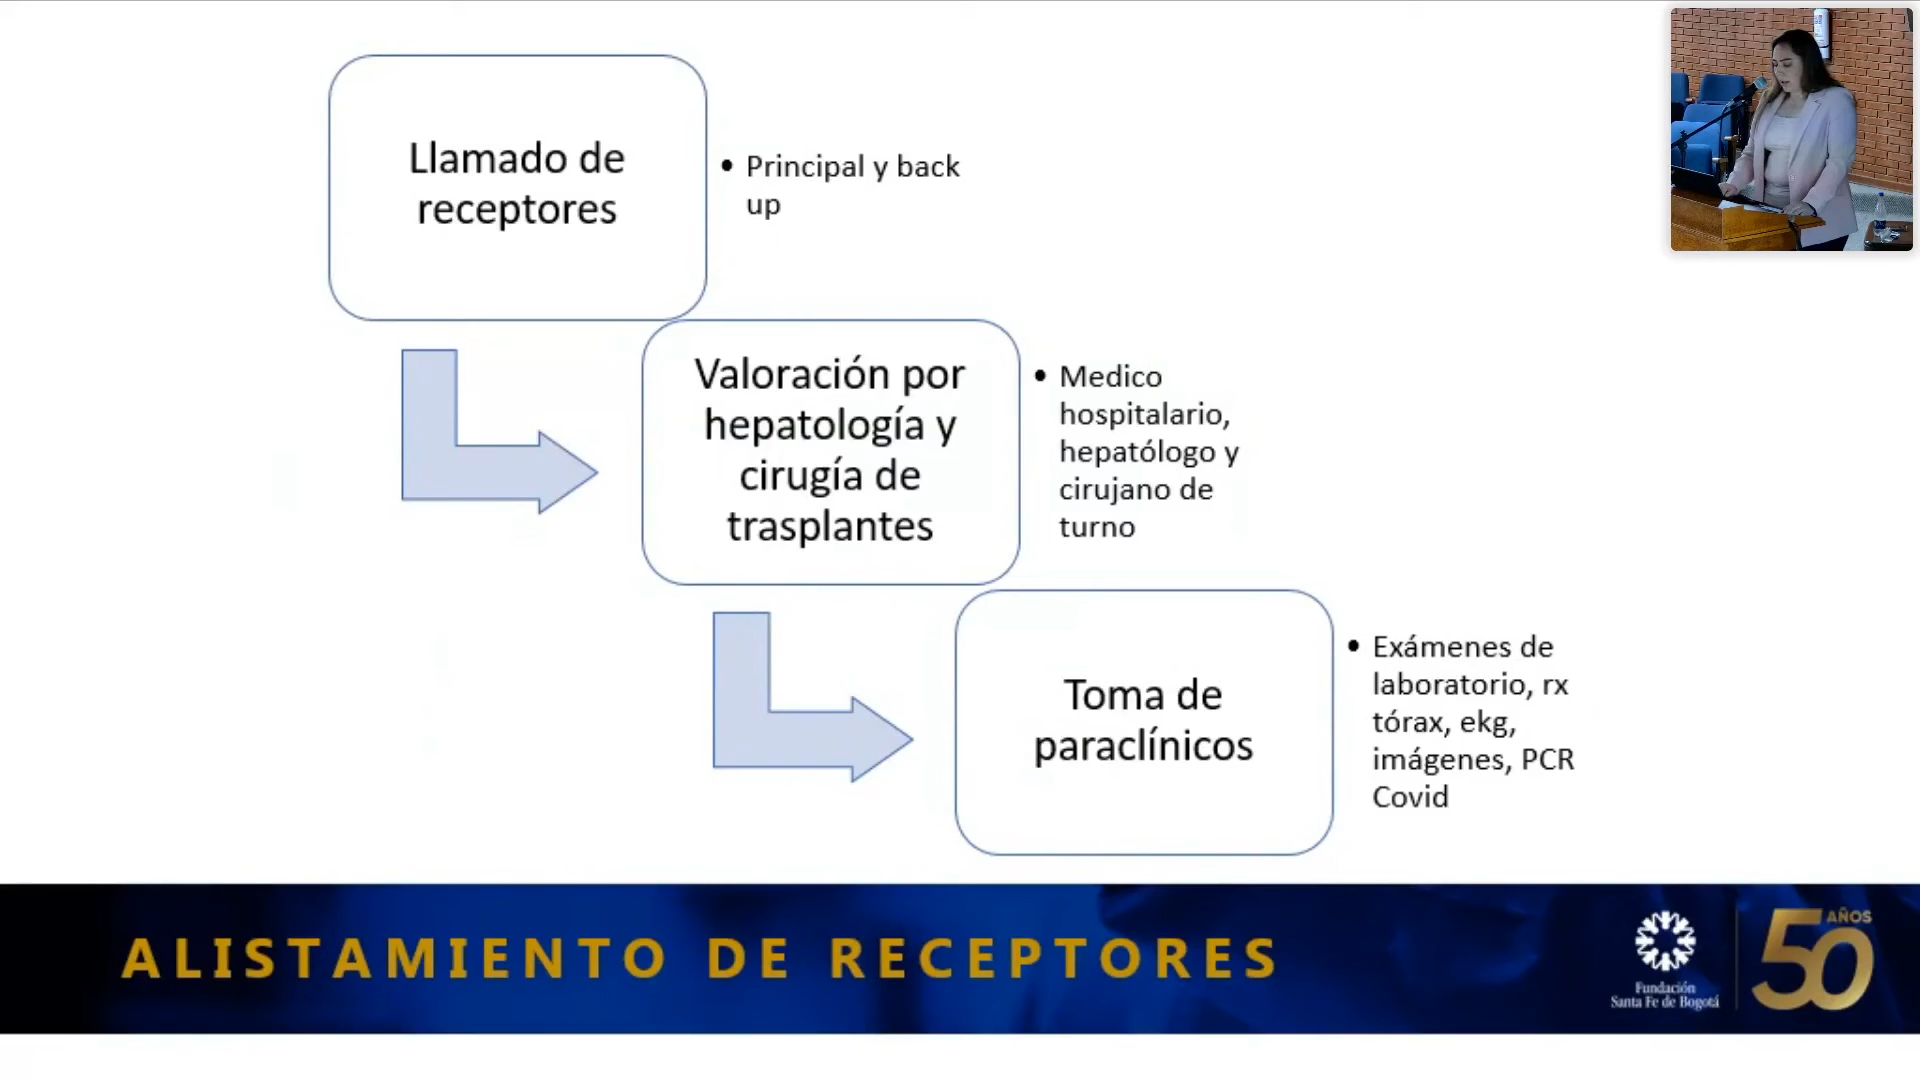 Llamado de
receptores
• Principal y back
up
Valoración por
hepatología y
cirugía de
trasplantes
• Medico
hospitalario,
hepatólogo y
cirujano de
turno
Toma de
paraclínicos
• Exámenes de
laboratorio, rx
tórax, ekg,
imágenes, PCR
Covid
ALISTAMIENTO DE RECEPTORES
Fundación
Santa Fe de Bogotá
50 AÑOS